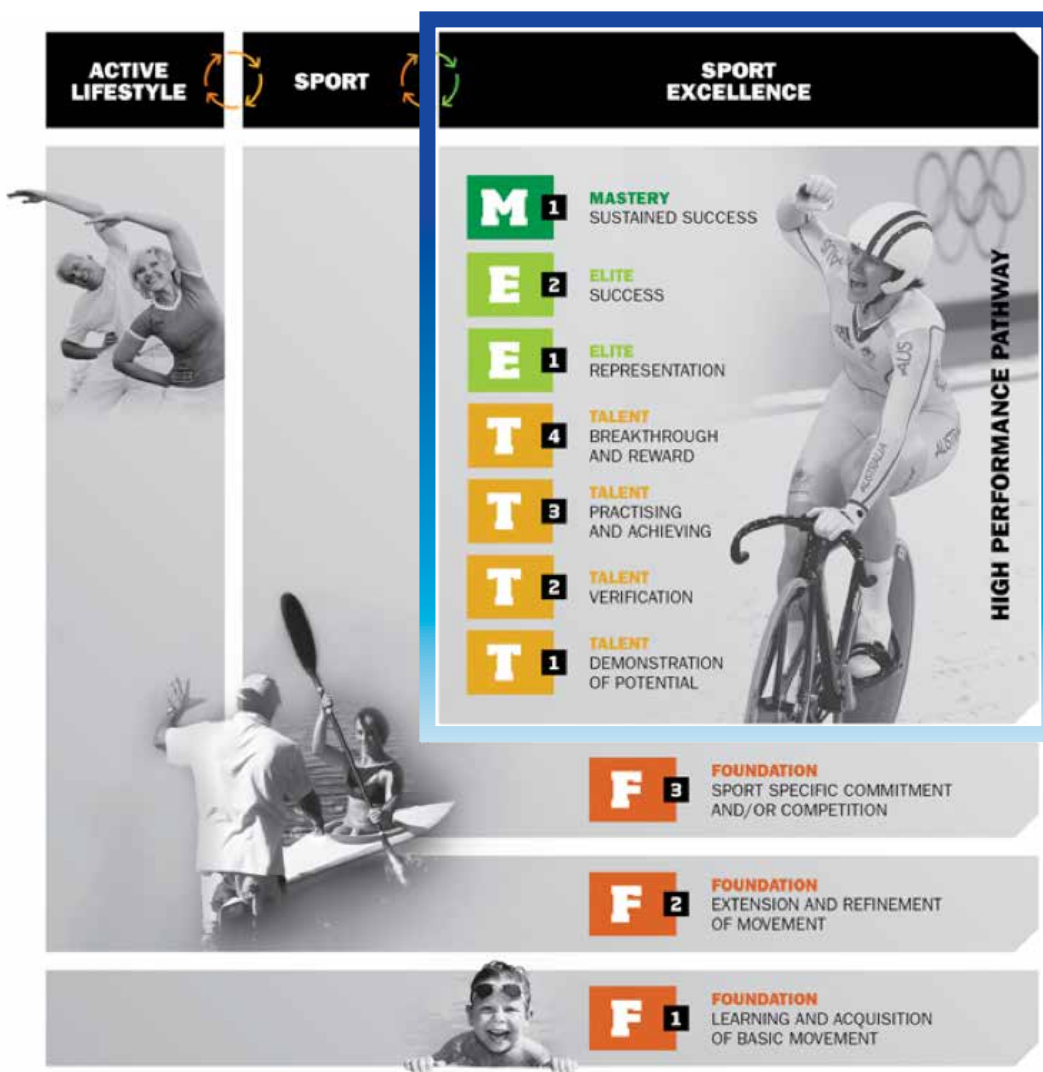 ACTIVE
LIFESTYLE
SPORT
SPORT
EXCELLENCE
M 1 MASTERY
SUSTAINED SUCCESS
E 2 ELITE
SUCCESS
E 1 ELITE
REPRESENTATION
T 4 TALENT
BREAKTHROUGH
AND REWARD
T 3 TALENT
PRACTISING
AND ACHIEVING
T 2 TALENT
VERIFICATION
T 1 TALENT
DEMONSTRATION
OF POTENTIAL
HIGH PERFORMANCE PATHWAY
AUS
AUSTRALIA
F 3 FOUNDATION
SPORT SPECIFIC COMMITMENT
AND/OR COMPETITION
F 2 FOUNDATION
EXTENSION AND REFINEMENT
OF MOVEMENT
F 1 FOUNDATION
LEARNING AND ACQUISITION
OF BASIC MOVEMENT